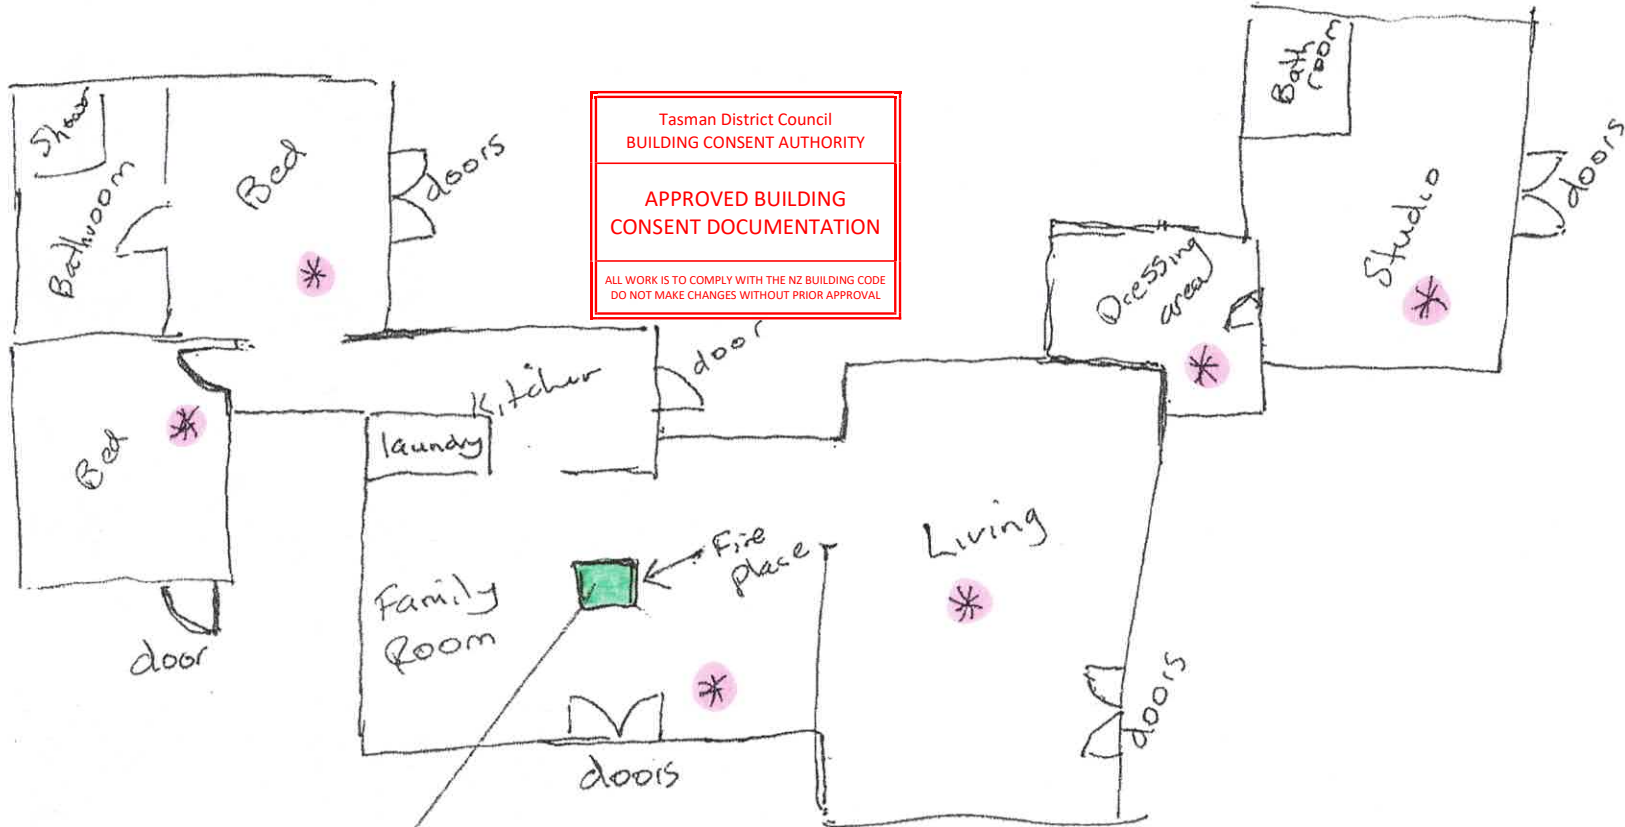 Bath
room
Shower
Tasman District Council
BUILDING CONSENT AUTHORITY
APPROVED BUILDING
CONSENT DOCUMENTATION
ALL WORK IS TO COMPLY WITH THE NZ BUILDING CODE
DO NOT MAKE CHANGES WITHOUT PRIOR APPROVAL
Bed
doors
doors
Bathroom
Studio
Dressing
area
door
Kitchen
laundry
Bed
Living
Fire
place
Family
Room
door
doors
doors